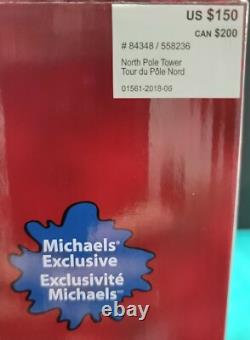 US $150
CAN $200
# 84348 / 558236
North Pole Tower
Tour du Pôle Nord
01561-2018-06
Michaels®
Exclusive
Exclusivité
Michaels
ebay